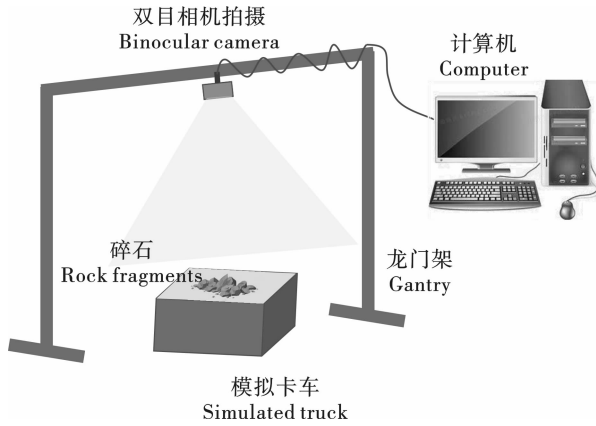 双目相机拍摄
Binocular camera
计算机
Computer
碎石
Rock fragments
龙门架
Gantry
模拟卡车
Simulated truck